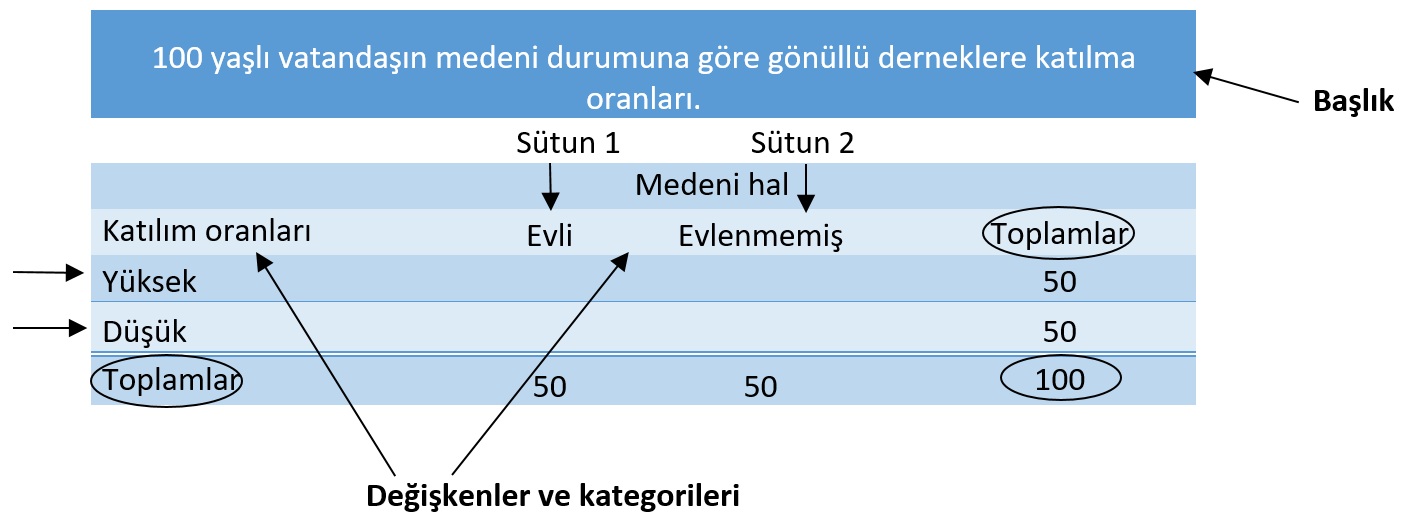 100 yaşlı vatandaşın medeni durumuna göre gönüllü derneklere katılma
oranları.
Başlık
Sütun 1 Sütun 2
Medeni hal
Katılım oranları Evli Evlenmemiş Toplamlar
Yüksek 50
Düşük 50
Toplamlar 50 50 100
Değişkenler ve kategorileri